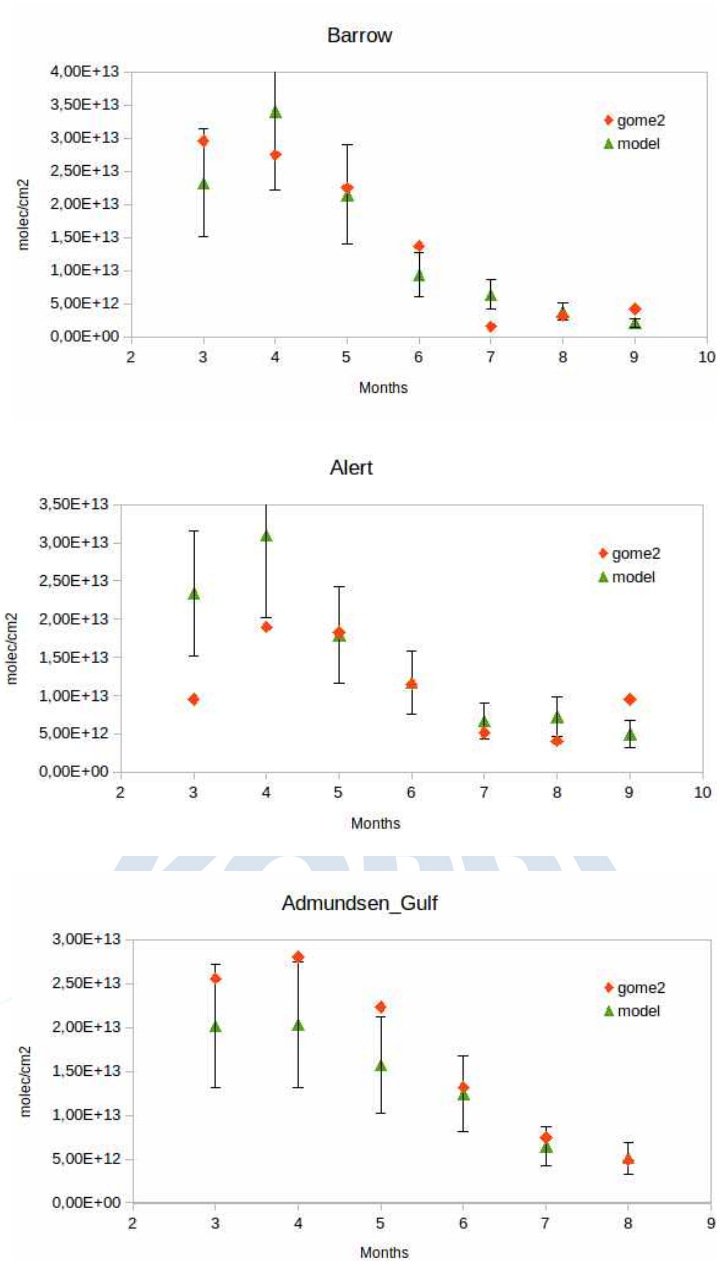 Barrow
4,00E+13
3,50E+13
3,00E+13
2,50E+13
2,00E+13
1,50E+13
1,00E+13
5,00E+12
0,00E+00
molec/cm2
gome2
model
2 3 4 5 6 7 8 9 10
Months
Alert
3,50E+13
3,00E+13
2,50E+13
2,00E+13
1,50E+13
1,00E+13
5,00E+12
0,00E+00
molec/cm2
gome2
model
2 3 4 5 6 7 8 9 10
Months
Admundsen_Gulf
3,00E+13
2,50E+13
2,00E+13
1,50E+13
1,00E+13
5,00E+12
0,00E+00
molec/cm2
gome2
model
2 3 4 5 6 7 8 9
Months